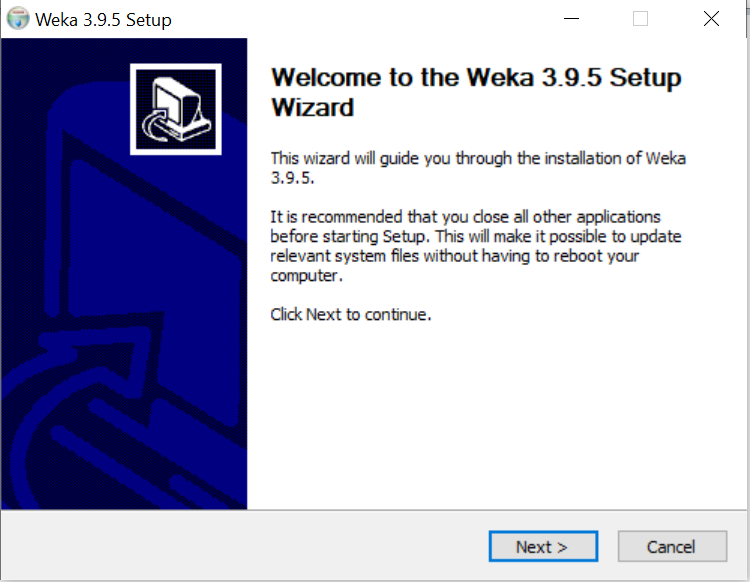 Weka 3.9.5 Setup
Welcome to the Weka 3.9.5 Setup
Wizard
This wizard will guide you through the installation of Weka
3.9.5.
It is recommended that you close all other applications
before starting Setup. This will make it possible to update
relevant system files without having to reboot your
computer.
Click Next to continue.
Next >
Cancel